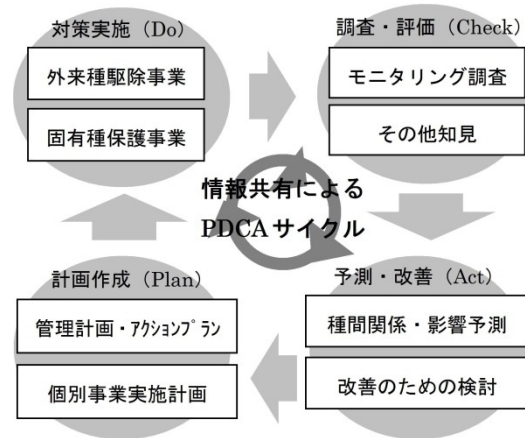 対策実施（Do）
外来種駆除事業
固有種保護事業
調査・評価（Check）
モニタリング調査
その他知見
情報共有による
PDCAサイクル
計画作成（Plan）
管理計画・ｱｸｼｮﾝﾌﾟﾗﾝ
個別事業実施計画
予測・改善（Act）
種間関係・影響予測
改善のための検討